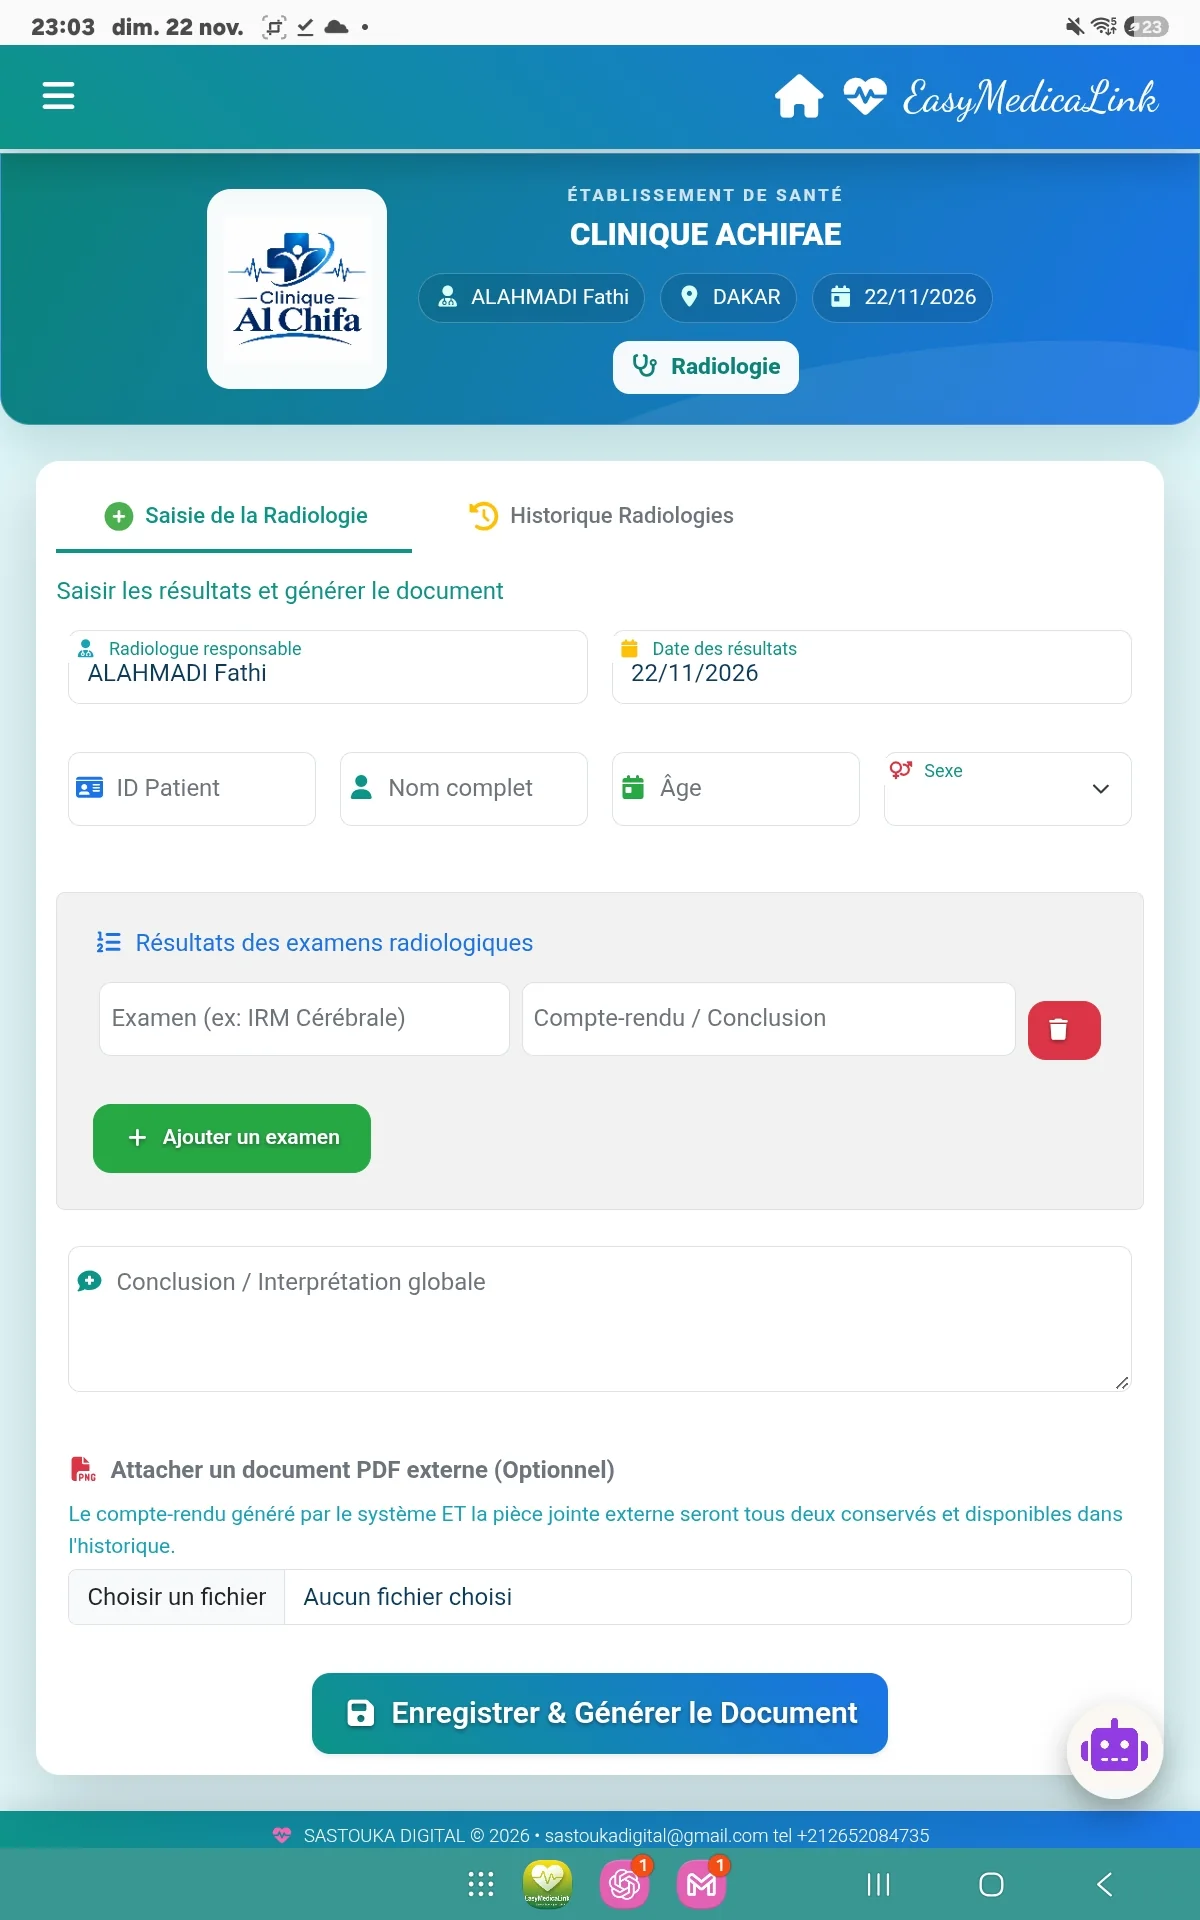 23:03 dim. 22 nov.
23
EasyMedicaLink
ÉTABLISSEMENT DE SANTÉ
CLINIQUE ACHIFAE
Clinique
Al Chifa
ALAHMADI Fathi
DAKAR
22/11/2026
Radiologie
Saisie de la Radiologie
Historique Radiologies
Saisir les résultats et générer le document
Radiologue responsable
ALAHMADI Fathi
Date des résultats
22/11/2026
ID Patient
Nom complet
Âge
Sexe
Résultats des examens radiologiques
Examen (ex: IRM Cérébrale)
Compte-rendu / Conclusion
Ajouter un examen
Conclusion / Interprétation globale
PNG
Attacher un document PDF externe (Optionnel)
Le compte-rendu généré par le système ET la pièce jointe externe seront tous deux conservés et disponibles dans
l'historique.
Choisir un fichier
Aucun fichier choisi
Enregistrer & Générer le Document
SASTOUKA DIGITAL © 2026 • sastoukadigital@gmail.com tel +212652084735
EasyMedicaLink
1
1